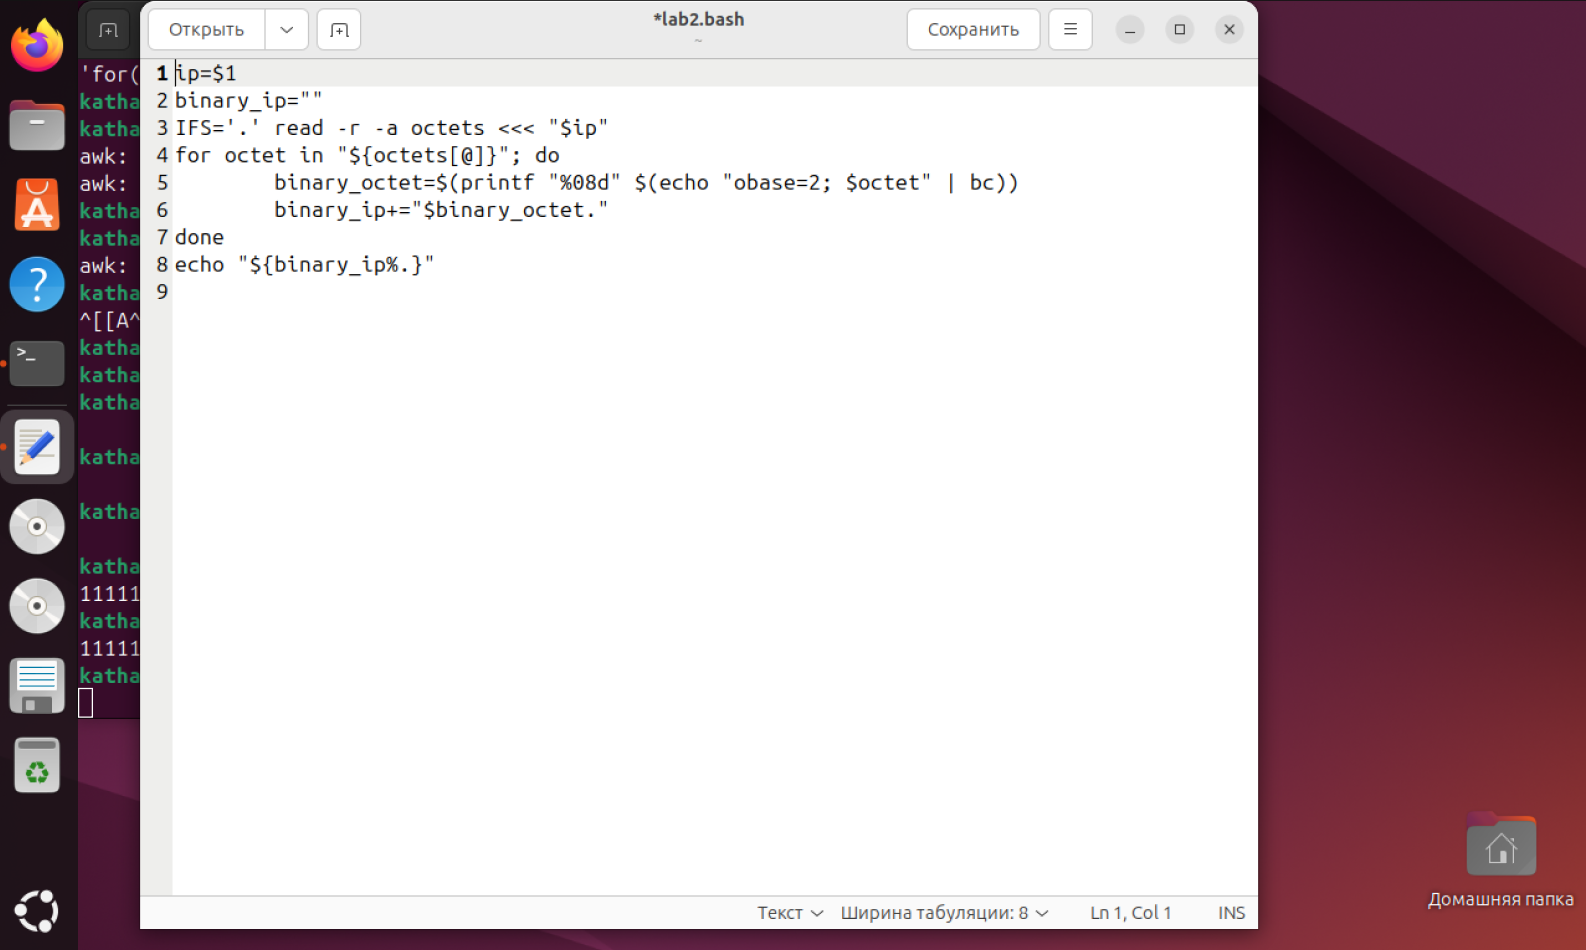 Открыть
*lab2.bash
~
Сохранить
'for(
1 ip=$1
katha
2 binary_ip=""
katha
3 IFS='.' read -r -a octets <<< "$ip"
awk:
4 for octet in "${octets[@]}"; do
awk:
5         binary_octet=$(printf "%08d" $(echo "obase=2; $octet" | bc))
katha
6         binary_ip+="$binary_octet."
katha
7 done
awk:
8 echo "${binary_ip%.}"
katha
9
^[[A^
katha
katha
katha
katha
katha
katha
11111
katha
11111
katha
Домашняя папка
Текст
Ширина табуляции: 8
Ln 1, Col 1
INS